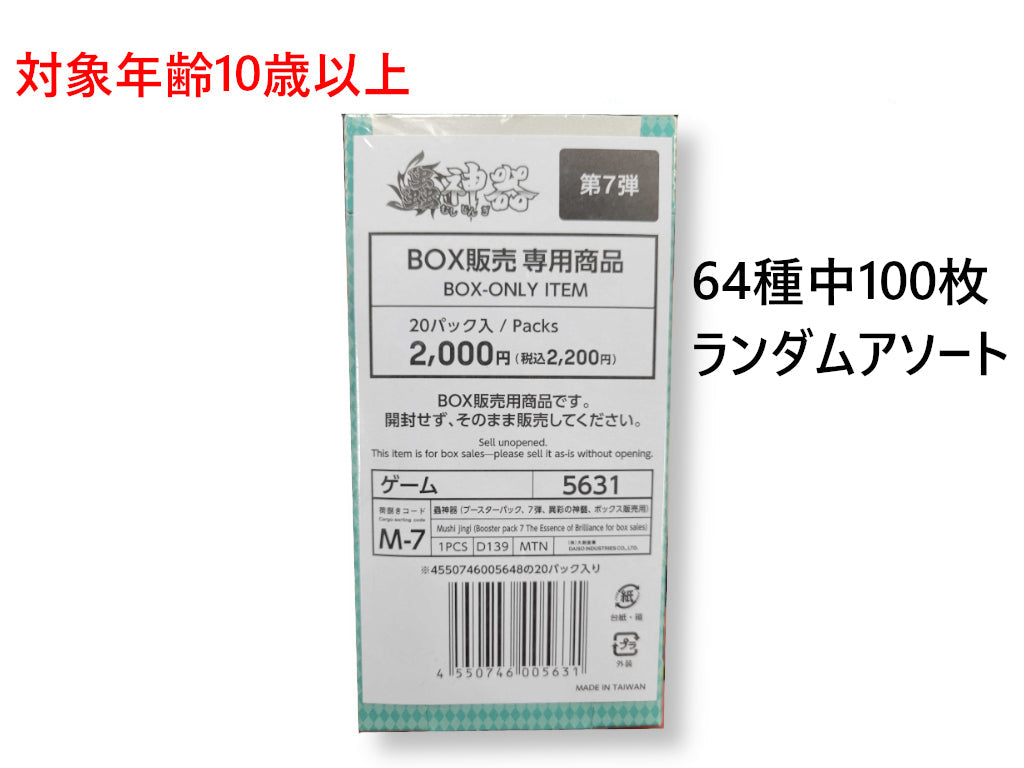 対象年齢10歳以上
蟲神器
むしじんぎ
第7弾
BOX販売 専用商品
BOX-ONLY ITEM
20パック入 / Packs
2,000円(税込2,200円)
64種中100枚
ランダムアソート
BOX販売用商品です。
開封せず、そのまま販売してください。
Sell unopened.
This item is for box sales—please sell it as-is without opening.
ゲーム 5631
荷捌きコード
Cargo sorting code
M-7
蟲神器 (ブースターパック、7弾、異彩の神髄、ボックス販売用)
Mushi jingi (Booster pack 7 The Essence of Brilliance for box sales)
1PCS D139 MTN
(株)大創産業
DAISO INDUSTRIES CO., LTD.
※4550746005648の20パック入り
4 550746 005631
紙
台紙・箱
プラ
外装
MADE IN TAIWAN